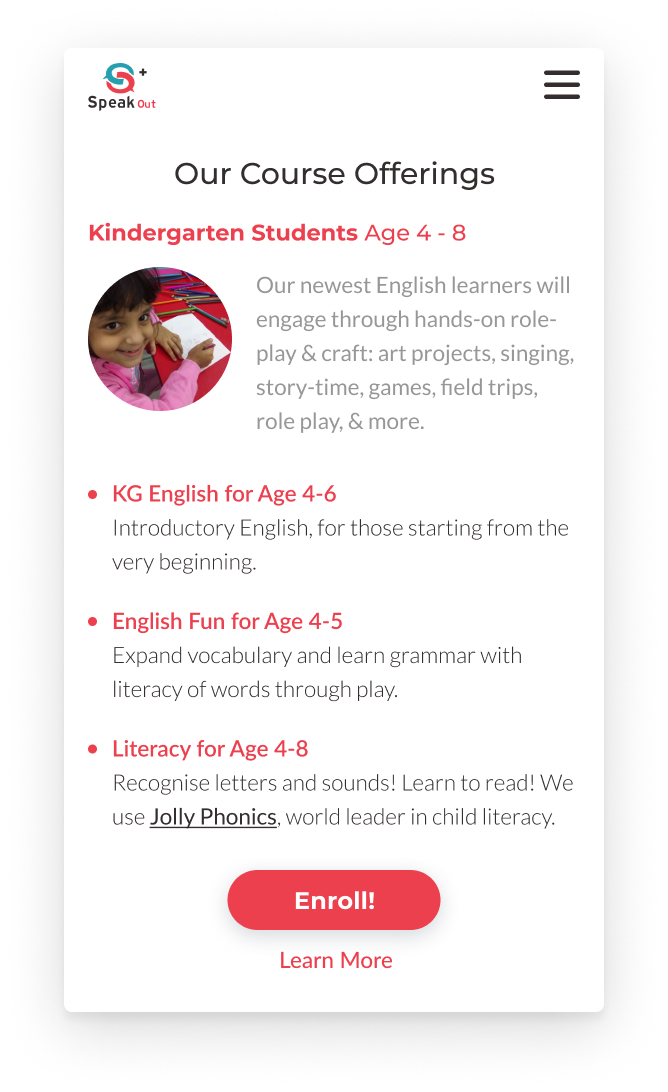 +
Speak Out
Our Course Offerings
Kindergarten Students Age 4 - 8
Our newest English learners will
engage through hands-on role-
play & craft: art projects, singing,
story-time, games, field trips,
role play, & more.
• KG English for Age 4-6
Introductory English, for those starting from the
very beginning.
• English Fun for Age 4-5
Expand vocabulary and learn grammar with
literacy of words through play.
• Literacy for Age 4-8
Recognise letters and sounds! Learn to read! We
use Jolly Phonics, world leader in child literacy.
Enroll!
Learn More